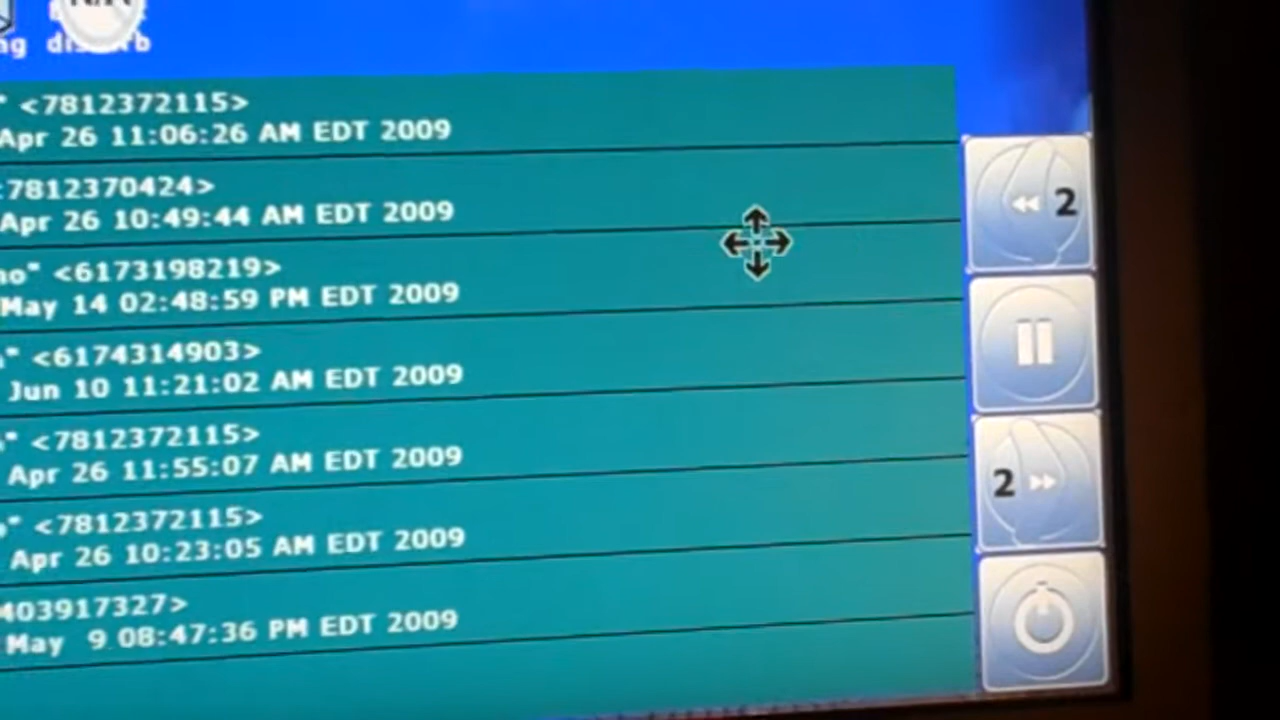 disturb
" <7812372115>
Apr 26 11:06:26 AM EDT 2009
7812370424>
Apr 26 10:49:44 AM EDT 2009
no" <6173198219>
May 14 02:48:59 PM EDT 2009
" <6174314903>
Jun 10 11:21:02 AM EDT 2009
" <7812372115>
Apr 26 11:55:07 AM EDT 2009
" <7812372115>
Apr 26 10:23:05 AM EDT 2009
403917327>
May 9 08:47:36 PM EDT 2009
2
2